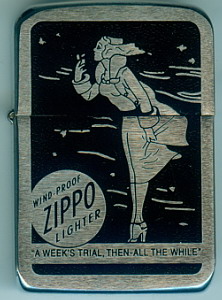 WIND PROOF
ZIPPO
LIGHTER
"A WEEK'S TRIAL, THEN-ALL THE WHILE"